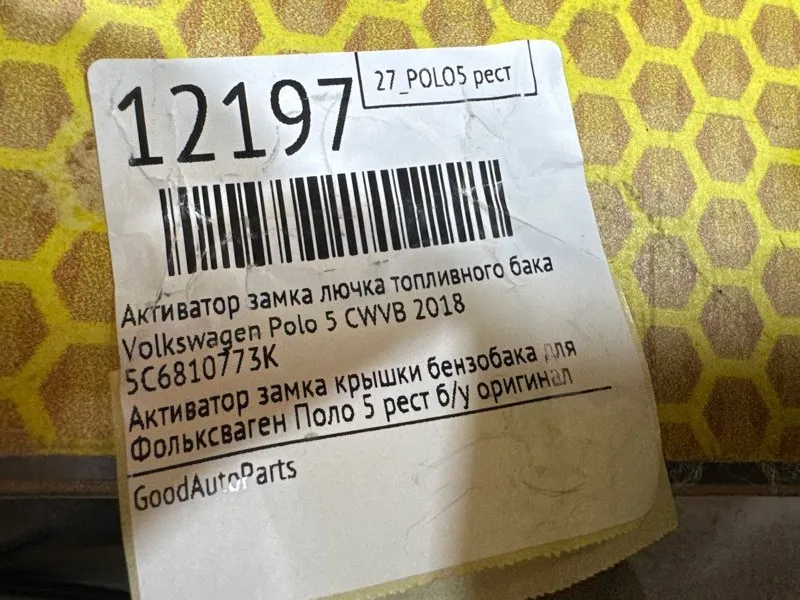 12197
27_POLO5 рест
Активатор замка лючка топливного бака
Volkswagen Polo 5 CWVB 2018
5C6810773K
Активатор замка крышки бензобака для
Фольксваген Поло 5 рест б/у оригинал
GoodAutoParts